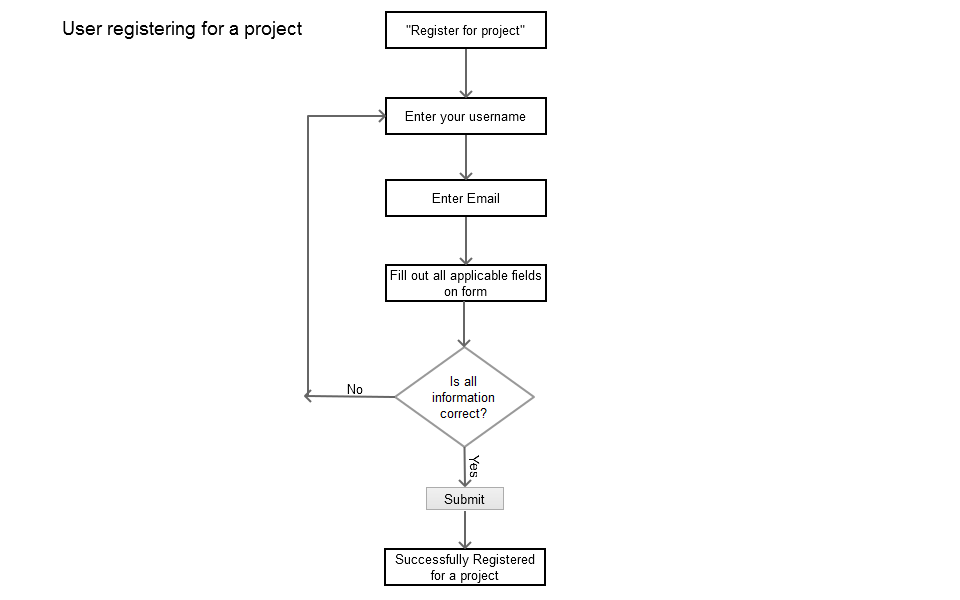 User registering for a project
"Register for project"
Enter your username
Enter Email
Fill out all applicable fields
on form
Is all
information
correct?
No
Yes
Submit
Successfully Registered
for a project